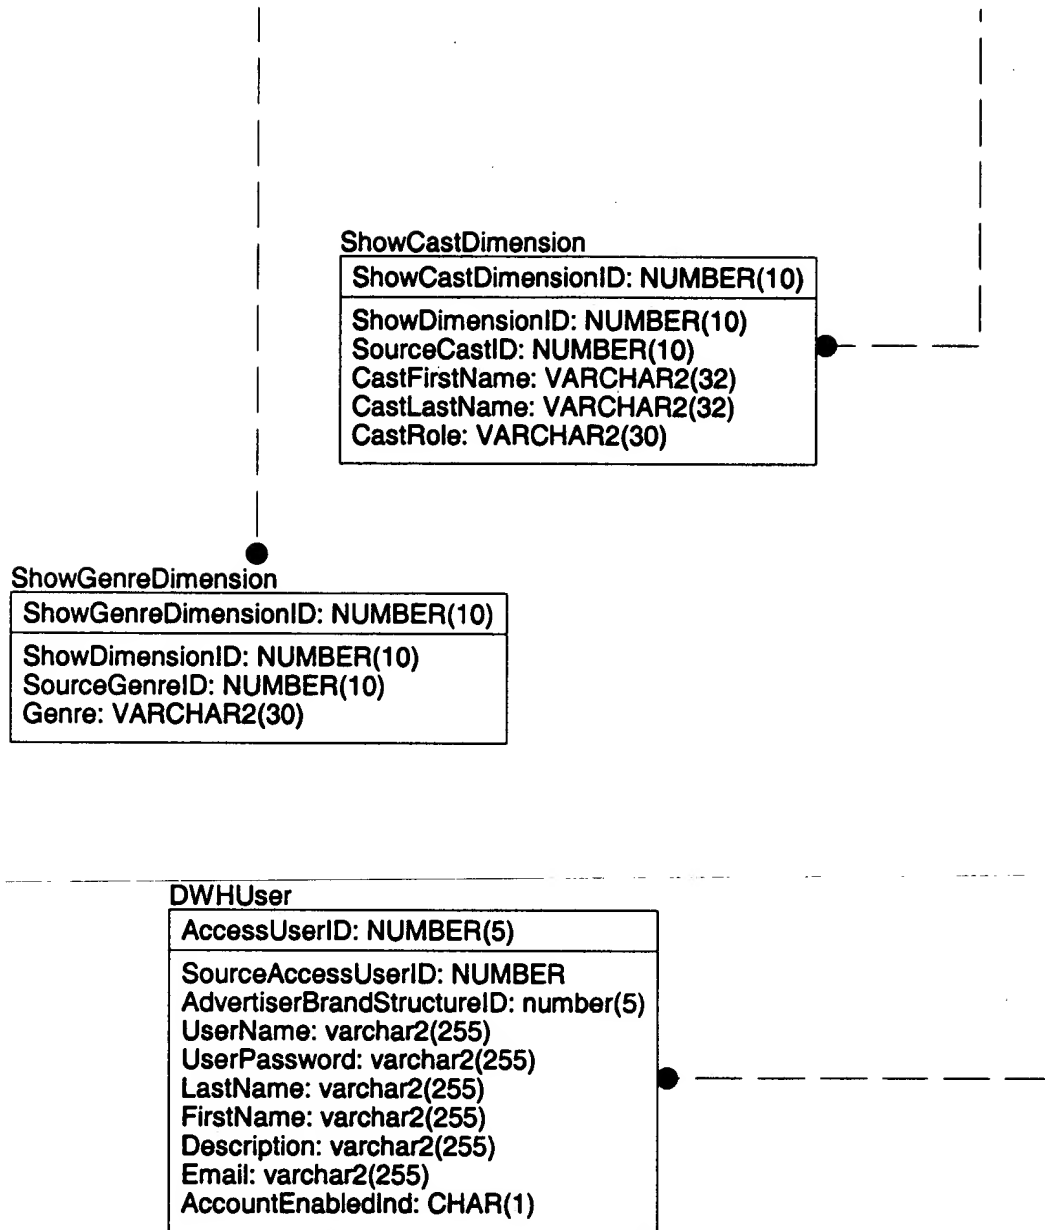 ShowCastDimension
ShowCastDimensionID: NUMBER(10)
ShowDimensionID: NUMBER(10)
SourceCastID: NUMBER(10)
CastFirstName: VARCHAR2(32)
CastLastName: VARCHAR2(32)
CastRole: VARCHAR2(30)
ShowGenreDimension
ShowGenreDimensionID: NUMBER(10)
ShowDimensionID: NUMBER(10)
SourceGenreID: NUMBER(10)
Genre: VARCHAR2(30)
DWHUser
AccessUserID: NUMBER(5)
SourceAccessUserID: NUMBER
AdvertiserBrandStructureID: number(5)
UserName: varchar2(255)
UserPassword: varchar2(255)
LastName: varchar2(255)
FirstName: varchar2(255)
Description: varchar2(255)
Email: varchar2(255)
AccountEnabledInd: CHAR(1)